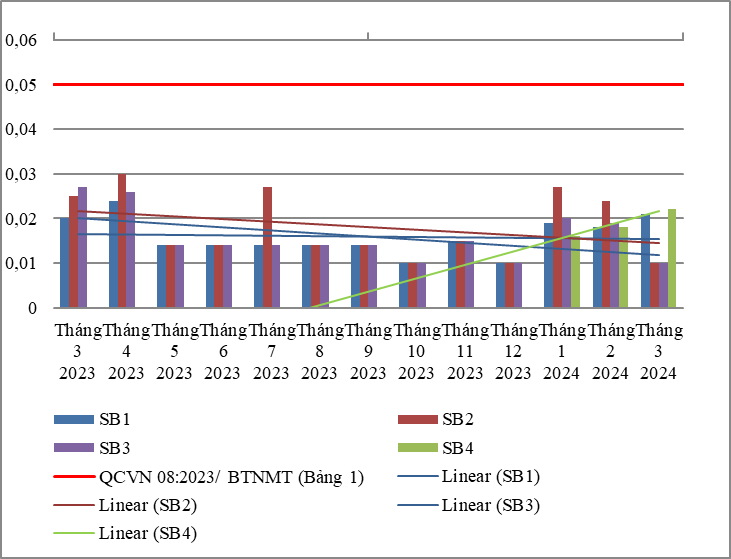 0,06
0,05
0,04
0,03
0,02
0,01
0
Tháng Tháng Tháng Tháng Tháng Tháng Tháng Tháng Tháng Tháng Tháng Tháng Tháng
3 4 5 6 7 8 9 10 11 12 1 2 3
2023 2023 2023 2023 2023 2023 2023 2023 2023 2023 2024 2024 2024
SB1 SB2
SB3 SB4
QCVN 08:2023/ BTNMT (Bảng 1) Linear (SB1)
Linear (SB2) Linear (SB3)
Linear (SB4)